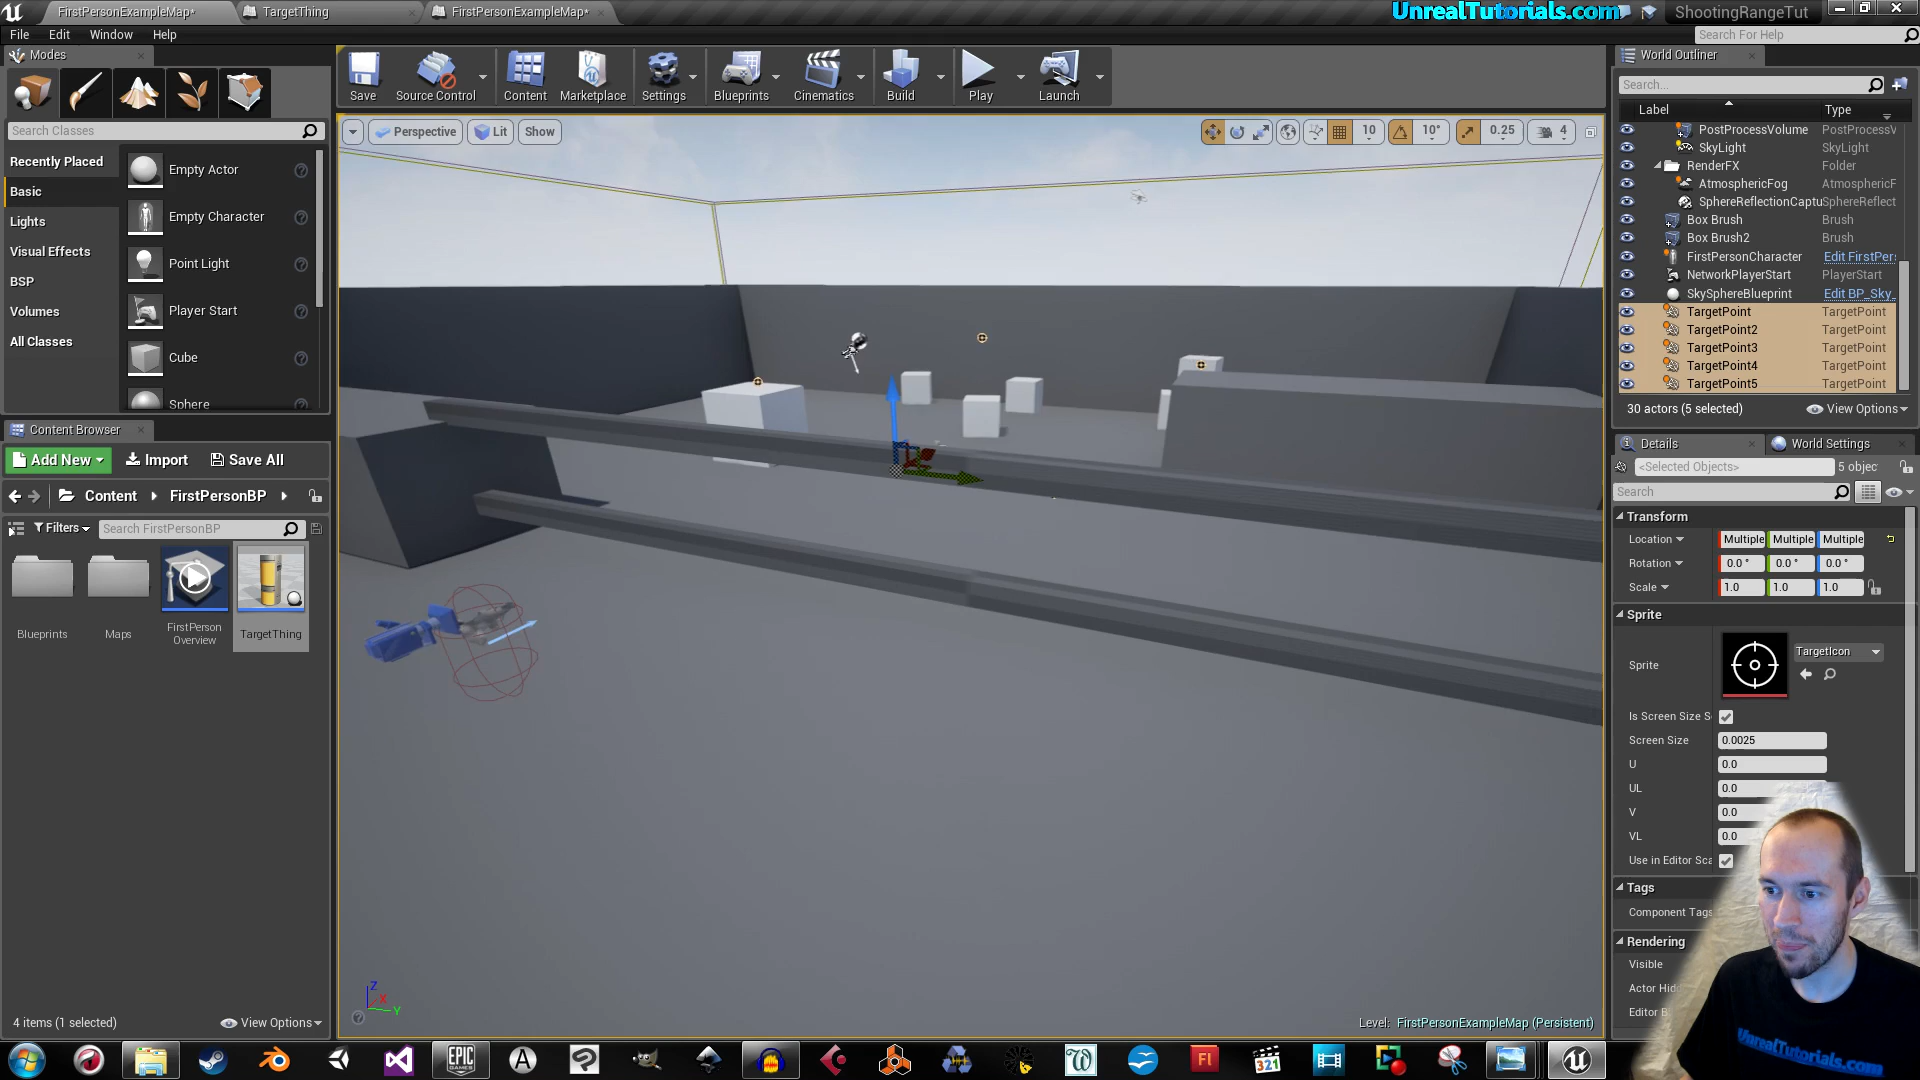 FirstPersonExampleMap*
TargetThing
FirstPersonExampleMap*
UnrealTutorials.com
ShootingRangeTut
File Edit Window Help
Search For Help
Modes
Save
Source Control
Content
Marketplace
Settings
Blueprints
Cinematics
Build
Play
Launch
World Outliner
Search...
Label Type
Search Classes
Perspective
Lit
Show
10
10°
0.25
4
Recently Placed
Basic
Lights
Visual Effects
BSP
Volumes
All Classes
Empty Actor
Empty Character
Point Light
Player Start
Cube
Sphere
PostProcessVolume PostProcessV
SkyLight SkyLight
RenderFX Folder
AtmosphericFog AtmosphericF
SphereReflectionCaptu SphereReflect
Box Brush Brush
Box Brush2 Brush
FirstPersonCharacter Edit FirstPer
NetworkPlayerStart PlayerStart
SkySphereBlueprint Edit BP_Sky_
TargetPoint TargetPoint
TargetPoint2 TargetPoint
TargetPoint3 TargetPoint
TargetPoint4 TargetPoint
TargetPoint5 TargetPoint
30 actors (5 selected)
View Options
Content Browser
Add New
Import
Save All
Content
FirstPersonBP
Filters
Search FirstPersonBP
Blueprints
Maps
FirstPerson
Overview
TargetThing
4 items (1 selected)
View Options
Z
X
Y
Level: FirstPersonExampleMap (Persistent)
Details
World Settings
<Selected Objects>
5 objec
Search
Transform
Location Multiple Multiple Multiple
Rotation 0.0 ° 0.0 ° 0.0 °
Scale 1.0 1.0 1.0
Sprite
Sprite
TargetIcon
Is Screen Size S
Screen Size 0.0025
U 0.0
UL 0.0
V 0.0
VL 0.0
Use in Editor Sca
Tags
Component Tags
Rendering
Visible
Actor Hid
Editor B
UnrealTutorials.com
EPIC
GAMES
Fl
321